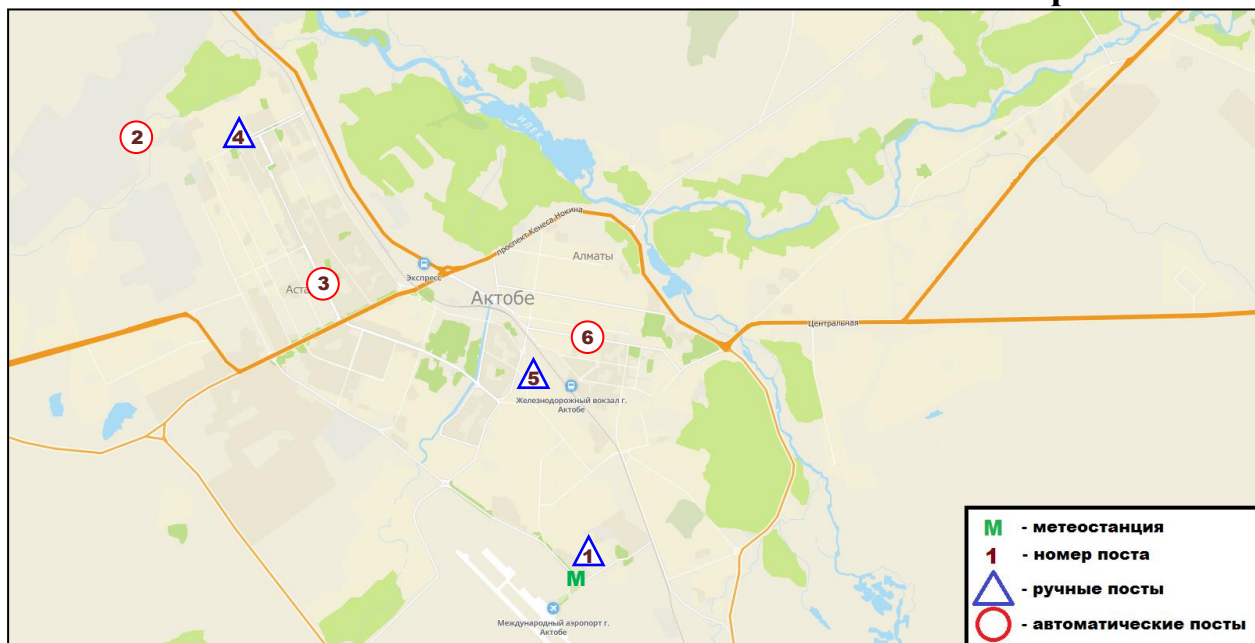 2
4
ИЛЕК
проспект Кенеса Нокина
Алматы
Экспресс
3
Аста
Актобе
6
Центральная
5
Железнодорожный вокзал г.
Актобе
1
М
Международный аэропорт г.
Актобе
М - метеостанция
1 - номер поста
- ручные посты
- автоматические посты